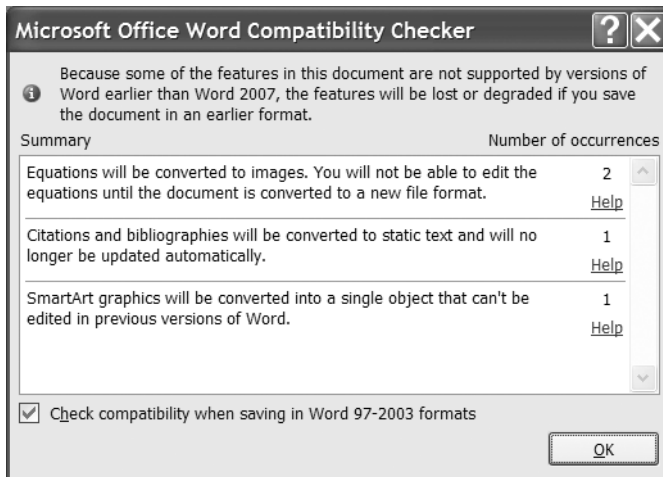 Microsoft Office Word Compatibility Checker
Because some of the features in this document are not supported by versions of
Word earlier than Word 2007, the features will be lost or degraded if you save
the document in an earlier format.
Summary Number of occurrences
Equations will be converted to images. You will not be able to edit the 2
equations until the document is converted to a new file format.
Help
Citations and bibliographies will be converted to static text and will no 1
longer be updated automatically.
Help
SmartArt graphics will be converted into a single object that can't be 1
edited in previous versions of Word.
Help
Check compatibility when saving in Word 97-2003 formats
OK